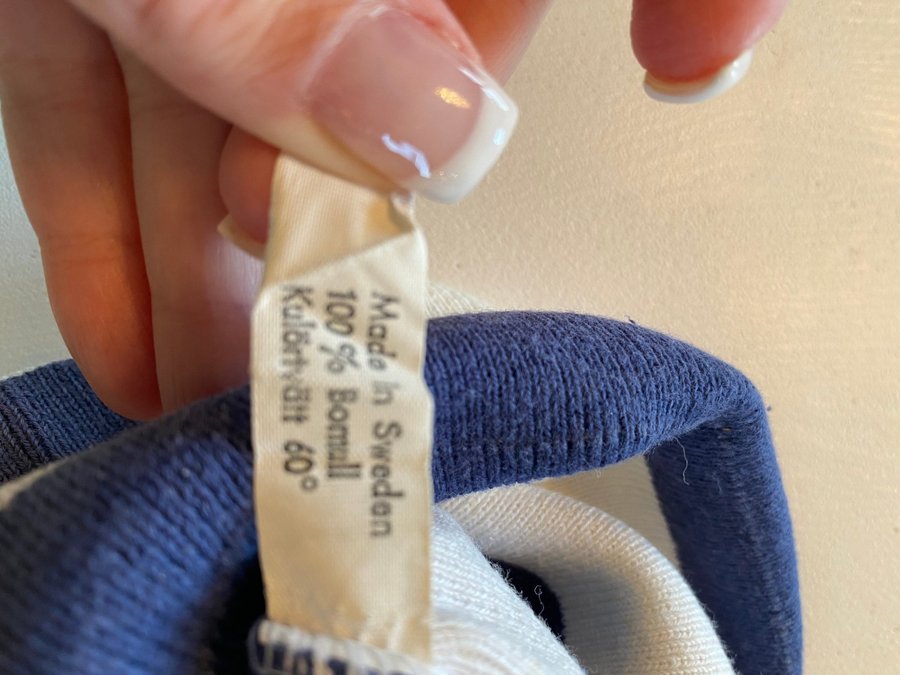 Made in Sweden
100% Bomull
Kulörtvätt 60°